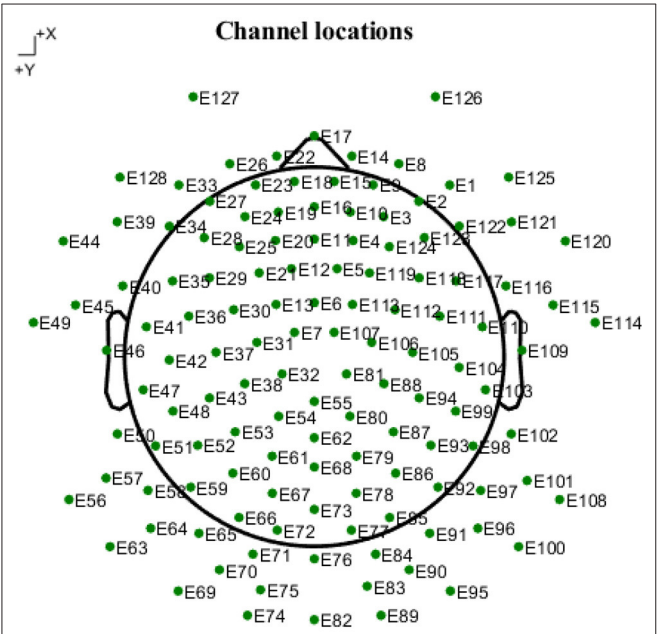 Channel locations
+X
+Y
E127 E126
E17
E22 E14
E26 E8
E128 E33 E23 E18 E15 E9 E1 E125
E27 E2
E24 E19 E16 E10 E3
E39 E34 E122 E121
E44 E28 E25 E20 E11 E4 E124 E123 E120
E40 E35 E29 E21 E12 E5 E119 E118 E117 E116
E45 E30 E13 E6 E113 E112 E115
E49 E41 E36 E111 E110 E114
E46 E42 E37 E31 E7 E107 E106 E105 E109
E104
E47 E43 E38 E32 E81 E88 E94 E103
E48 E55 E99
E54 E80
E50 E51 E52 E53 E62 E87 E93 E98 E102
E61 E68 E79
E57 E60 E86 E101
E56 E58 E59 E67 E78 E92 E97 E108
E66 E73 E85
E64 E65 E72 E77 E91 E96
E63 E71 E76 E84 E100
E70 E90
E69 E75 E83 E95
E74 E82 E89